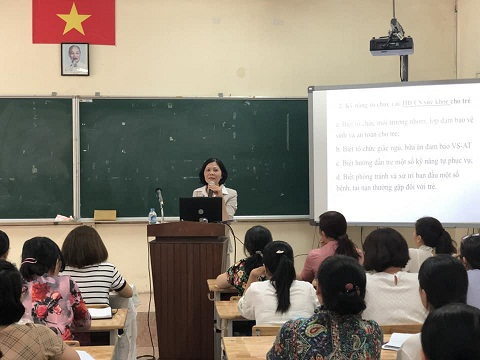 2. Kĩ năng tổ chức các HĐ CS sức khỏe cho trẻ
a. Biết tổ chức môi trường nhóm, lớp đảm bảo vệ
sinh và an toàn cho trẻ;
b. Biết tổ chức giấc ngủ, bữa ăn đảm bảo VS-AT
c. Biết hướng dẫn trẻ một số kỹ năng tự phục vụ;
d. Biết phòng tránh và xử trí ban đầu một số
bệnh, tai nạn thường gặp đối với trẻ.